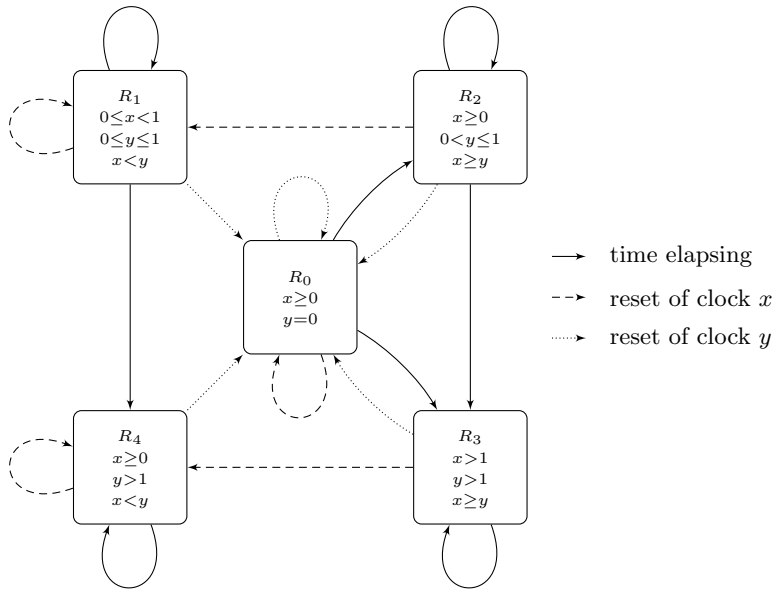 R₁
0≤x<1
0≤y≤1
x<y
R₂
x≥0
0<y≤1
x≥y
R₀
x≥0
y=0
R₄
x≥0
y>1
x<y
R₃
x>1
y>1
x≥y
time elapsing
reset of clock x
reset of clock y